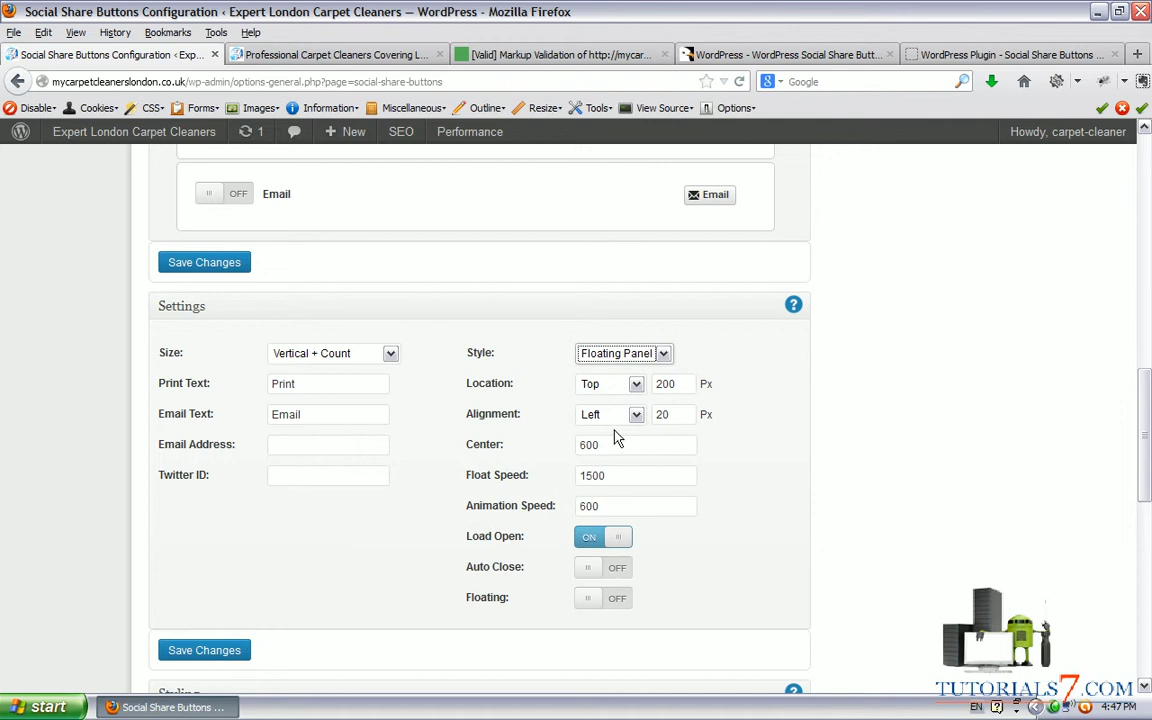 Social Share Buttons Configuration ‹ Expert London Carpet Cleaners — WordPress - Mozilla Firefox
File Edit View History Bookmarks Tools Help
Social Share Buttons Configuration ‹ Exp... × Professional Carpet Cleaners Covering L... × [Valid] Markup Validation of http://mycar... × WordPress - WordPress Social Share Butt... × WordPress Plugin - Social Share Buttons ... × +
mycarpetcleanerslondon.co.uk/wp-admin/options-general.php?page=social-share-buttons Google
Disable Cookies CSS Forms Images Information Miscellaneous Outline Resize Tools View Source Options
Expert London Carpet Cleaners 1 + New SEO Performance Howdy, carpet-cleaner
OFF Email Email
Save Changes
Settings ?
Size: Vertical + Count Style: Floating Panel
Print Text: Print Location: Top 200 Px
Email Text: Email Alignment: Left 20 Px
Email Address: Center: 600
Twitter ID: Float Speed: 1500
Animation Speed: 600
Load Open: ON
Auto Close: OFF
Floating: OFF
Save Changes
Styling ?
TUTORIALS7.COM
start Social Share Buttons ... EN 4:47PM